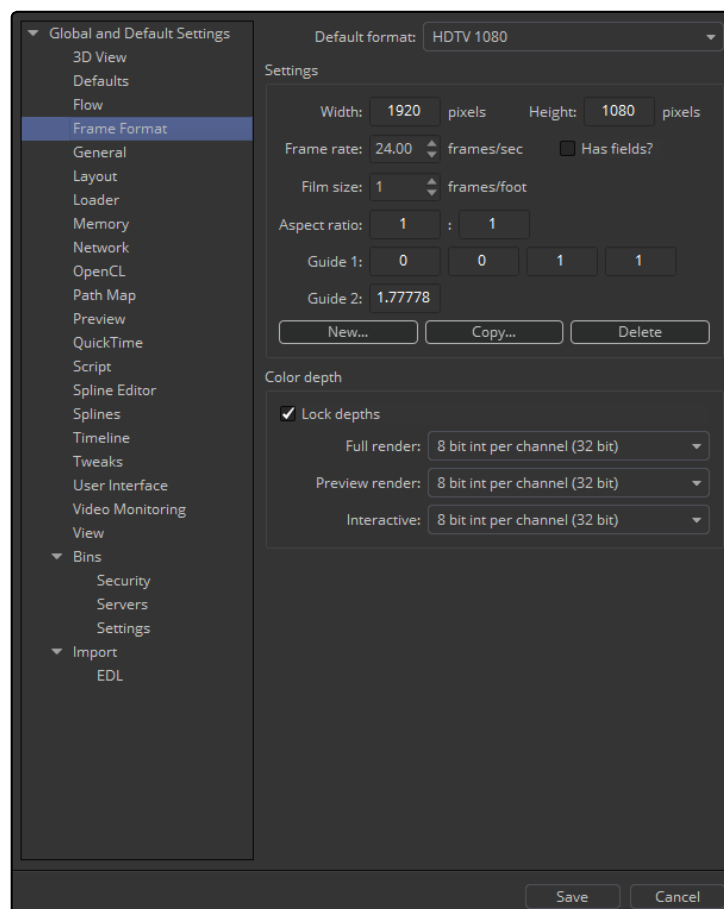 Global and Default Settings
3D View
Defaults
Flow
Frame Format
General
Layout
Loader
Memory
Network
OpenCL
Path Map
Preview
QuickTime
Script
Spline Editor
Splines
Timeline
Tweaks
User Interface
Video Monitoring
View
Bins
Security
Servers
Settings
Import
EDL
Default format: HDTV 1080
Settings
Width: 1920 pixels Height: 1080 pixels
Frame rate: 24.00 frames/sec Has fields?
Film size: 1 frames/foot
Aspect ratio: 1 : 1
Guide 1: 0 0 1 1
Guide 2: 1.77778
New... Copy... Delete
Color depth
Lock depths
Full render: 8 bit int per channel (32 bit)
Preview render: 8 bit int per channel (32 bit)
Interactive: 8 bit int per channel (32 bit)
Save Cancel